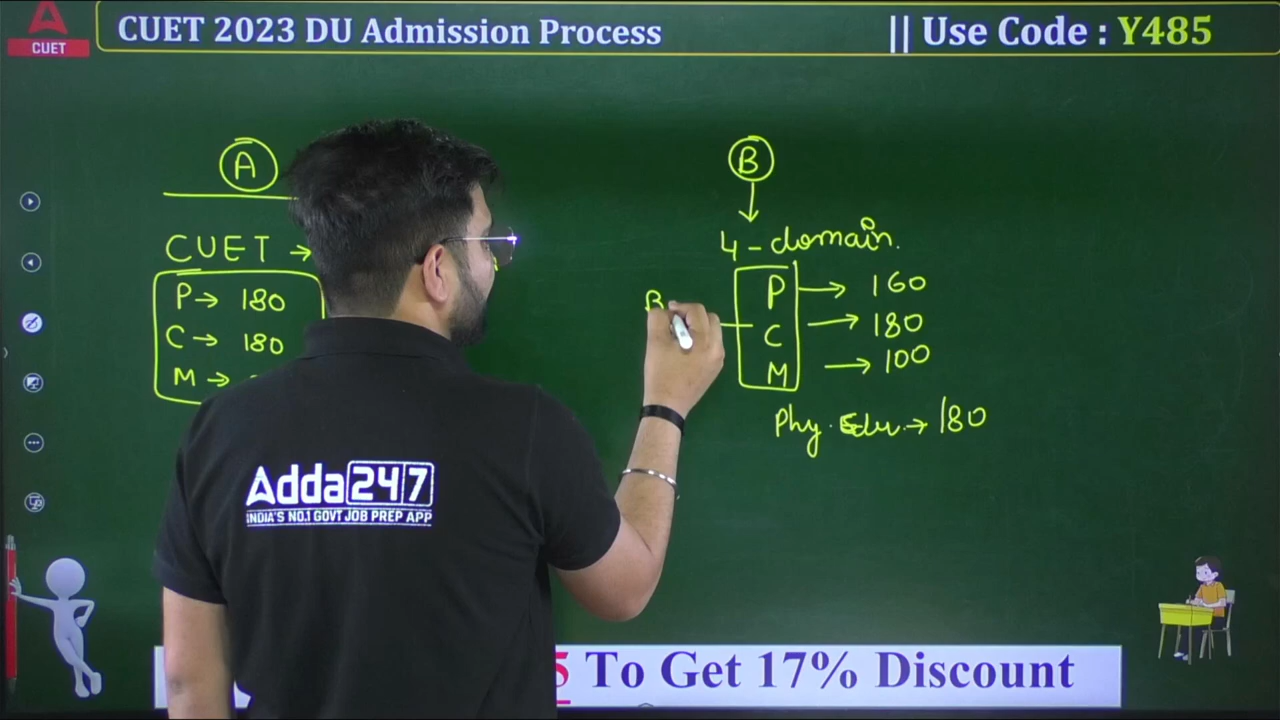 CUET
CUET 2023 DU Admission Process
|| Use Code : Y485
A
CUET →
P → 180
C → 180
M →
B
4 - domain.
P → 160
C → 180
M → 100
Phy. Edu. → 180
B
Adda247
INDIA'S NO.1 GOVT JOB PREP APP
5 To Get 17% Discount